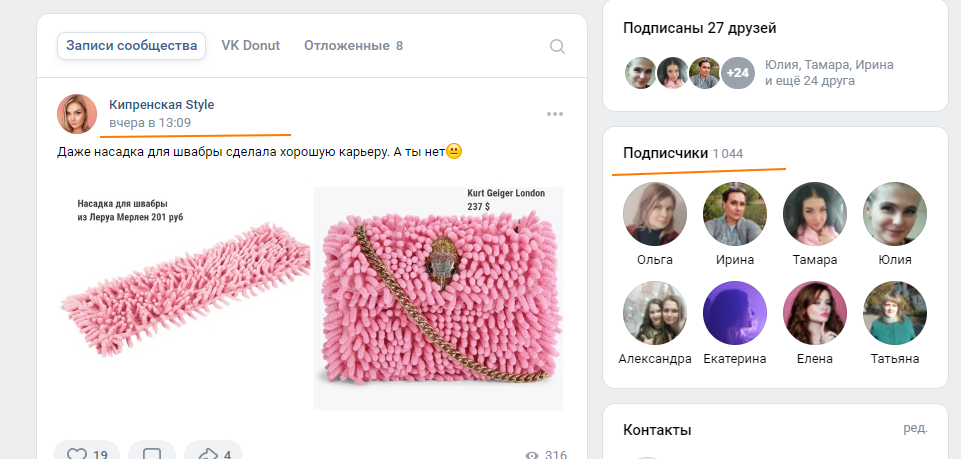 Записи сообщества
VK Donut
Отложенные 8
Кипренская Style
вчера в 13:09
Даже насадка для швабры сделала хорошую карьеру. А ты нет😐
Насадка для швабры
из Леруа Мерлен 201 руб
Kurt Geiger London
237 $
19
4
316
Подписаны 27 друзей
+24
Юлия, Тамара, Ирина
и ещё 24 друга
Подписчики 1 044
Ольга
Ирина
Тамара
Юлия
Александра
Екатерина
Елена
Татьяна
Контакты
ред.